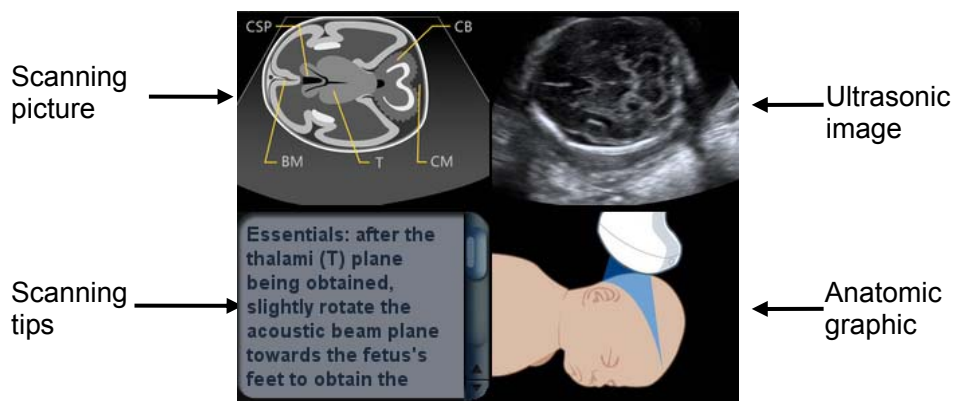 Scanning
picture
CSP
CB
BM
T
CM
Ultrasonic
image
Scanning
tips
Essentials: after the
thalami (T) plane
being obtained,
slightly rotate the
acoustic beam plane
towards the fetus's
feet to obtain the
Anatomic
graphic